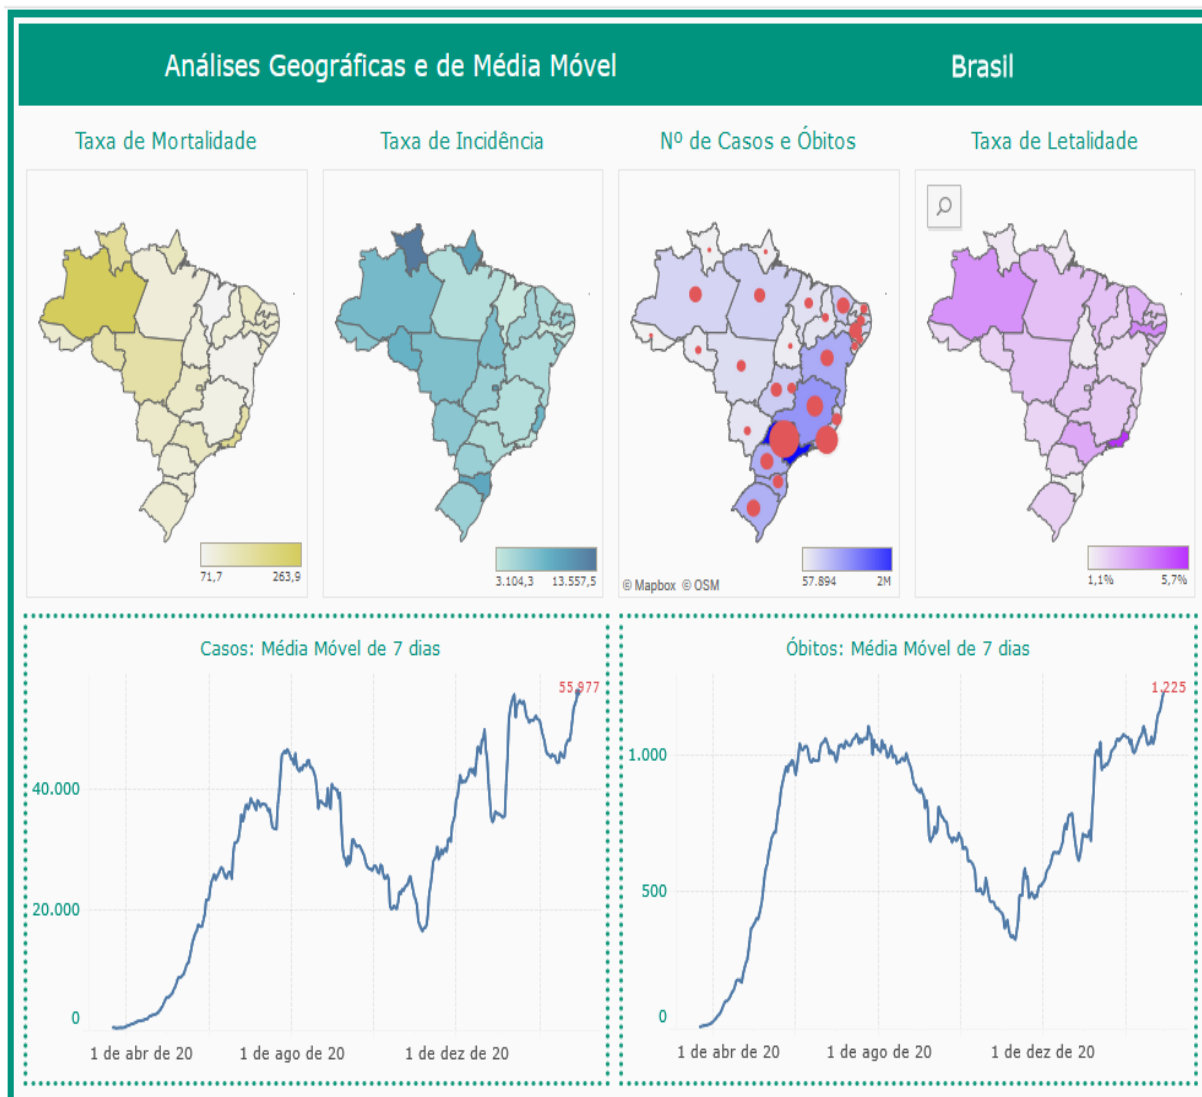 Análises Geográficas e de Média Móvel
Brasil
Taxa de Mortalidade
Taxa de Incidência
Nº de Casos e Óbitos
Taxa de Letalidade
71,7 263,9
3.104,3 13.557,5
© Mapbox © OSM
57.894 2M
1,1% 5,7%
Casos: Média Móvel de 7 dias
55.977
40.000
20.000
0
1 de abr de 20 1 de ago de 20 1 de dez de 20
Óbitos: Média Móvel de 7 dias
1.225
1.000
500
0
1 de abr de 20 1 de ago de 20 1 de dez de 20